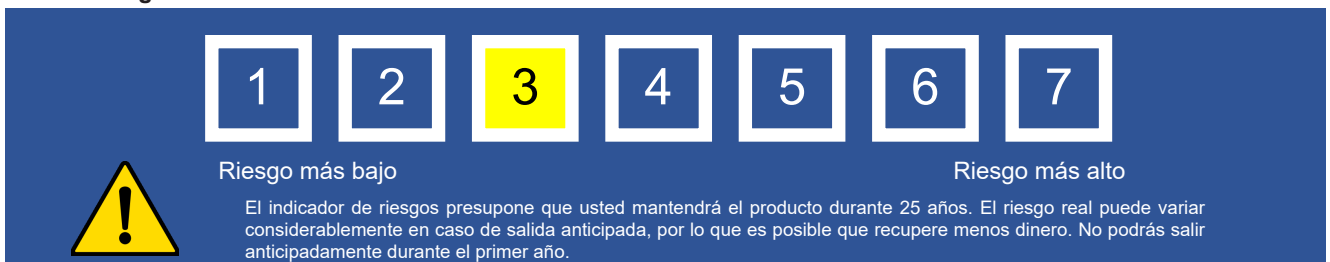 1 2 3 4 5 6 7
Riesgo más bajo Riesgo más alto
El indicador de riesgos presupone que usted mantendrá el producto durante 25 años. El riesgo real puede variar
considerablemente en caso de salida anticipada, por lo que es posible que recupere menos dinero. No podrás salir
anticipadamente durante el primer año.